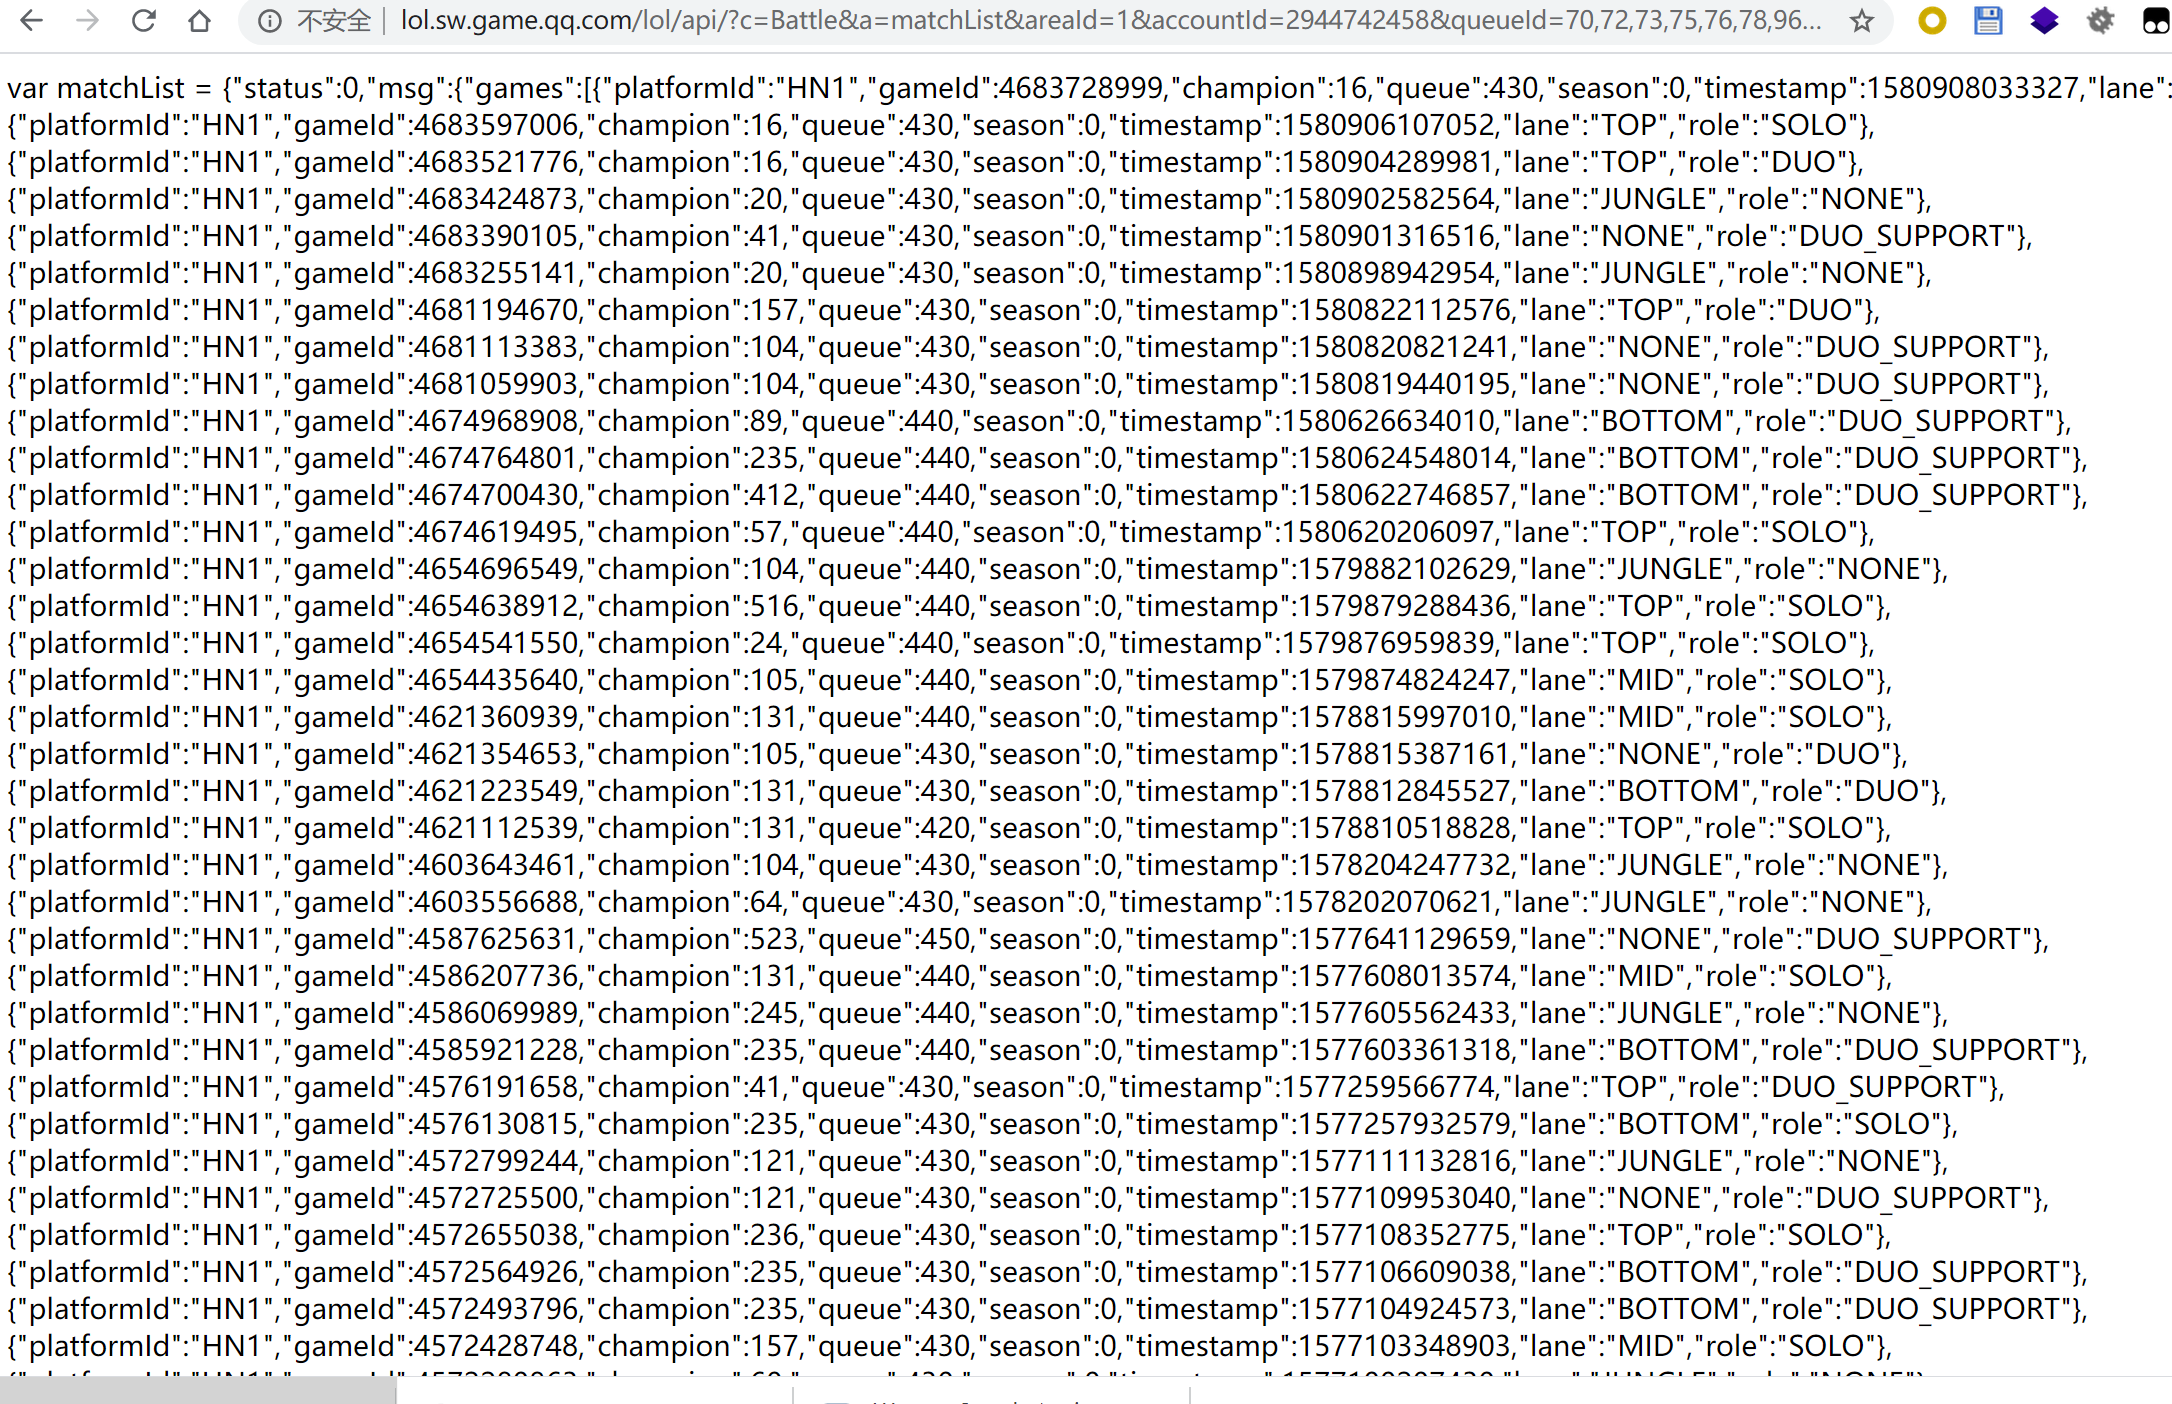 不安全 | lol.sw.game.qq.com/lol/api/?c=Battle&a=matchList&areaId=1&accountId=2944742458&queueId=70,72,73,75,76,78,96...
var matchList = {"status":0,"msg":{"games":[{"platformId":"HN1","gameId":4683728999,"champion":16,"queue":430,"season":0,"timestamp":1580908033327,"lane":
{"platformId":"HN1","gameId":4683597006,"champion":16,"queue":430,"season":0,"timestamp":1580906107052,"lane":"TOP","role":"SOLO"},
{"platformId":"HN1","gameId":4683521776,"champion":16,"queue":430,"season":0,"timestamp":1580904289981,"lane":"TOP","role":"DUO"},
{"platformId":"HN1","gameId":4683424873,"champion":20,"queue":430,"season":0,"timestamp":1580902582564,"lane":"JUNGLE","role":"NONE"},
{"platformId":"HN1","gameId":4683390105,"champion":41,"queue":430,"season":0,"timestamp":1580901316516,"lane":"NONE","role":"DUO_SUPPORT"},
{"platformId":"HN1","gameId":4683255141,"champion":20,"queue":430,"season":0,"timestamp":1580898942954,"lane":"JUNGLE","role":"NONE"},
{"platformId":"HN1","gameId":4681194670,"champion":157,"queue":430,"season":0,"timestamp":1580822112576,"lane":"TOP","role":"DUO"},
{"platformId":"HN1","gameId":4681113383,"champion":104,"queue":430,"season":0,"timestamp":1580820821241,"lane":"NONE","role":"DUO_SUPPORT"},
{"platformId":"HN1","gameId":4681059903,"champion":104,"queue":430,"season":0,"timestamp":1580819440195,"lane":"NONE","role":"DUO_SUPPORT"},
{"platformId":"HN1","gameId":4674968908,"champion":89,"queue":440,"season":0,"timestamp":1580626634010,"lane":"BOTTOM","role":"DUO_SUPPORT"},
{"platformId":"HN1","gameId":4674764801,"champion":235,"queue":440,"season":0,"timestamp":1580624548014,"lane":"BOTTOM","role":"DUO_SUPPORT"},
{"platformId":"HN1","gameId":4674700430,"champion":412,"queue":440,"season":0,"timestamp":1580622746857,"lane":"BOTTOM","role":"DUO_SUPPORT"},
{"platformId":"HN1","gameId":4674619495,"champion":57,"queue":440,"season":0,"timestamp":1580620206097,"lane":"TOP","role":"SOLO"},
{"platformId":"HN1","gameId":4654696549,"champion":104,"queue":440,"season":0,"timestamp":1579882102629,"lane":"JUNGLE","role":"NONE"},
{"platformId":"HN1","gameId":4654638912,"champion":516,"queue":440,"season":0,"timestamp":1579879288436,"lane":"TOP","role":"SOLO"},
{"platformId":"HN1","gameId":4654541550,"champion":24,"queue":440,"season":0,"timestamp":1579876959839,"lane":"TOP","role":"SOLO"},
{"platformId":"HN1","gameId":4654435640,"champion":105,"queue":440,"season":0,"timestamp":1579874824247,"lane":"MID","role":"SOLO"},
{"platformId":"HN1","gameId":4621360939,"champion":131,"queue":440,"season":0,"timestamp":1578815997010,"lane":"MID","role":"SOLO"},
{"platformId":"HN1","gameId":4621354653,"champion":105,"queue":430,"season":0,"timestamp":1578815387161,"lane":"NONE","role":"DUO"},
{"platformId":"HN1","gameId":4621223549,"champion":131,"queue":430,"season":0,"timestamp":1578812845527,"lane":"BOTTOM","role":"DUO"},
{"platformId":"HN1","gameId":4621112539,"champion":131,"queue":420,"season":0,"timestamp":1578810518828,"lane":"TOP","role":"SOLO"},
{"platformId":"HN1","gameId":4603643461,"champion":104,"queue":430,"season":0,"timestamp":1578204247732,"lane":"JUNGLE","role":"NONE"},
{"platformId":"HN1","gameId":4603556688,"champion":64,"queue":430,"season":0,"timestamp":1578202070621,"lane":"JUNGLE","role":"NONE"},
{"platformId":"HN1","gameId":4587625631,"champion":523,"queue":450,"season":0,"timestamp":1577641129659,"lane":"NONE","role":"DUO_SUPPORT"},
{"platformId":"HN1","gameId":4586207736,"champion":131,"queue":440,"season":0,"timestamp":1577608013574,"lane":"MID","role":"SOLO"},
{"platformId":"HN1","gameId":4586069989,"champion":245,"queue":440,"season":0,"timestamp":1577605562433,"lane":"JUNGLE","role":"NONE"},
{"platformId":"HN1","gameId":4585921228,"champion":235,"queue":440,"season":0,"timestamp":1577603361318,"lane":"BOTTOM","role":"DUO_SUPPORT"},
{"platformId":"HN1","gameId":4576191658,"champion":41,"queue":430,"season":0,"timestamp":1577259566774,"lane":"TOP","role":"DUO_SUPPORT"},
{"platformId":"HN1","gameId":4576130815,"champion":235,"queue":430,"season":0,"timestamp":1577257932579,"lane":"BOTTOM","role":"SOLO"},
{"platformId":"HN1","gameId":4572799244,"champion":121,"queue":430,"season":0,"timestamp":1577111132816,"lane":"JUNGLE","role":"NONE"},
{"platformId":"HN1","gameId":4572725500,"champion":121,"queue":430,"season":0,"timestamp":1577109953040,"lane":"NONE","role":"DUO_SUPPORT"},
{"platformId":"HN1","gameId":4572655038,"champion":236,"queue":430,"season":0,"timestamp":1577108352775,"lane":"TOP","role":"SOLO"},
{"platformId":"HN1","gameId":4572564926,"champion":235,"queue":430,"season":0,"timestamp":1577106609038,"lane":"BOTTOM","role":"DUO_SUPPORT"},
{"platformId":"HN1","gameId":4572493796,"champion":235,"queue":430,"season":0,"timestamp":1577104924573,"lane":"BOTTOM","role":"DUO_SUPPORT"},
{"platformId":"HN1","gameId":4572428748,"champion":157,"queue":430,"season":0,"timestamp":1577103348903,"lane":"MID","role":"SOLO"},